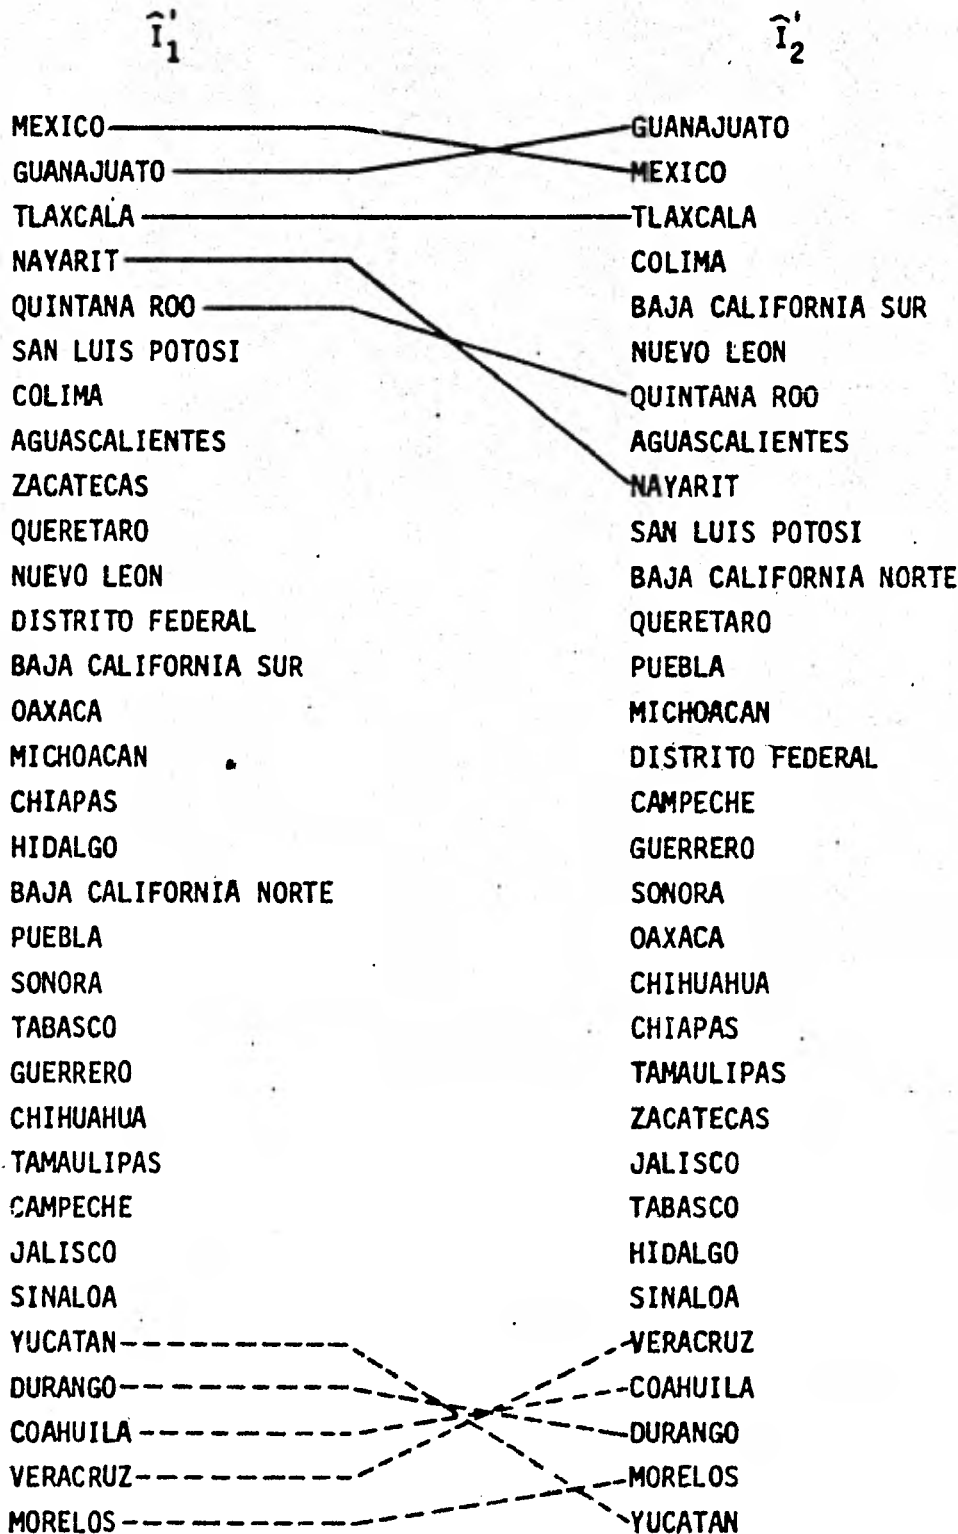 Î'₁ Î'₂
MEXICO GUANAJUATO
GUANAJUATO MEXICO
TLAXCALA TLAXCALA
NAYARIT COLIMA
QUINTANA ROO BAJA CALIFORNIA SUR
SAN LUIS POTOSI NUEVO LEON
COLIMA QUINTANA ROO
AGUASCALIENTES AGUASCALIENTES
ZACATECAS NAYARIT
QUERETARO SAN LUIS POTOSI
NUEVO LEON BAJA CALIFORNIA NORTE
DISTRITO FEDERAL QUERETARO
BAJA CALIFORNIA SUR PUEBLA
OAXACA MICHOACAN
MICHOACAN DISTRITO FEDERAL
CHIAPAS CAMPECHE
HIDALGO GUERRERO
BAJA CALIFORNIA NORTE SONORA
PUEBLA OAXACA
SONORA CHIHUAHUA
TABASCO CHIAPAS
GUERRERO TAMAULIPAS
CHIHUAHUA ZACATECAS
TAMAULIPAS JALISCO
CAMPECHE TABASCO
JALISCO HIDALGO
SINALOA SINALOA
YUCATAN VERACRUZ
DURANGO COAHUILA
COAHUILA DURANGO
VERACRUZ MORELOS
MORELOS YUCATAN